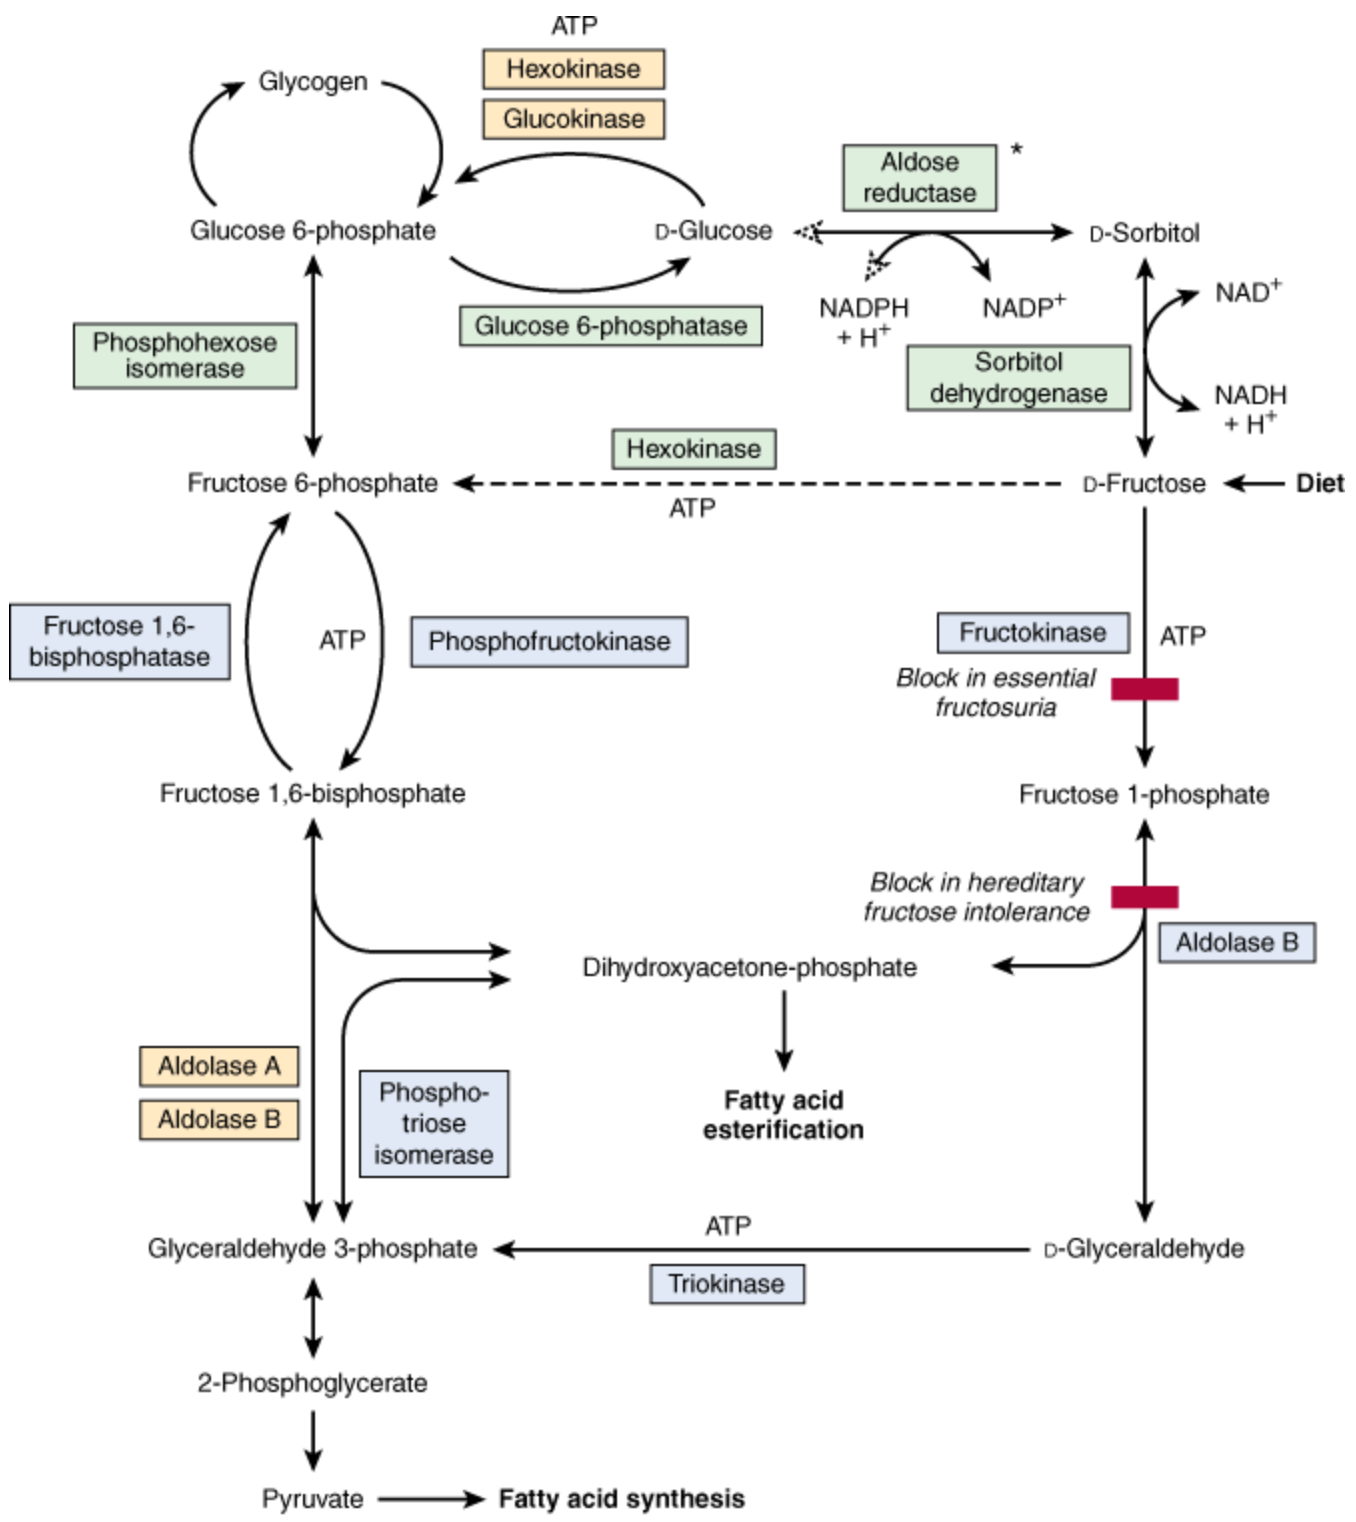 ATP
Hexokinase
Glycogen
Glucokinase
Aldose
reductase
*
Glucose 6-phosphate
D-Glucose
D-Sorbitol
NAD+
NADPH
+ H+
NADP+
Glucose 6-phosphatase
Phosphohexose
isomerase
Sorbitol
dehydrogenase
NADH
+ H+
Hexokinase
Fructose 6-phosphate
ATP
D-Fructose
Diet
Fructose 1,6-
bisphosphatase
ATP
Phosphofructokinase
Fructokinase
ATP
Block in essential
fructosuria
Fructose 1,6-bisphosphate
Fructose 1-phosphate
Block in hereditary
fructose intolerance
Aldolase B
Dihydroxyacetone-phosphate
Aldolase A
Aldolase B
Phospho-
triose
isomerase
Fatty acid
esterification
Glyceraldehyde 3-phosphate
ATP
Triokinase
D-Glyceraldehyde
2-Phosphoglycerate
Pyruvate
Fatty acid synthesis